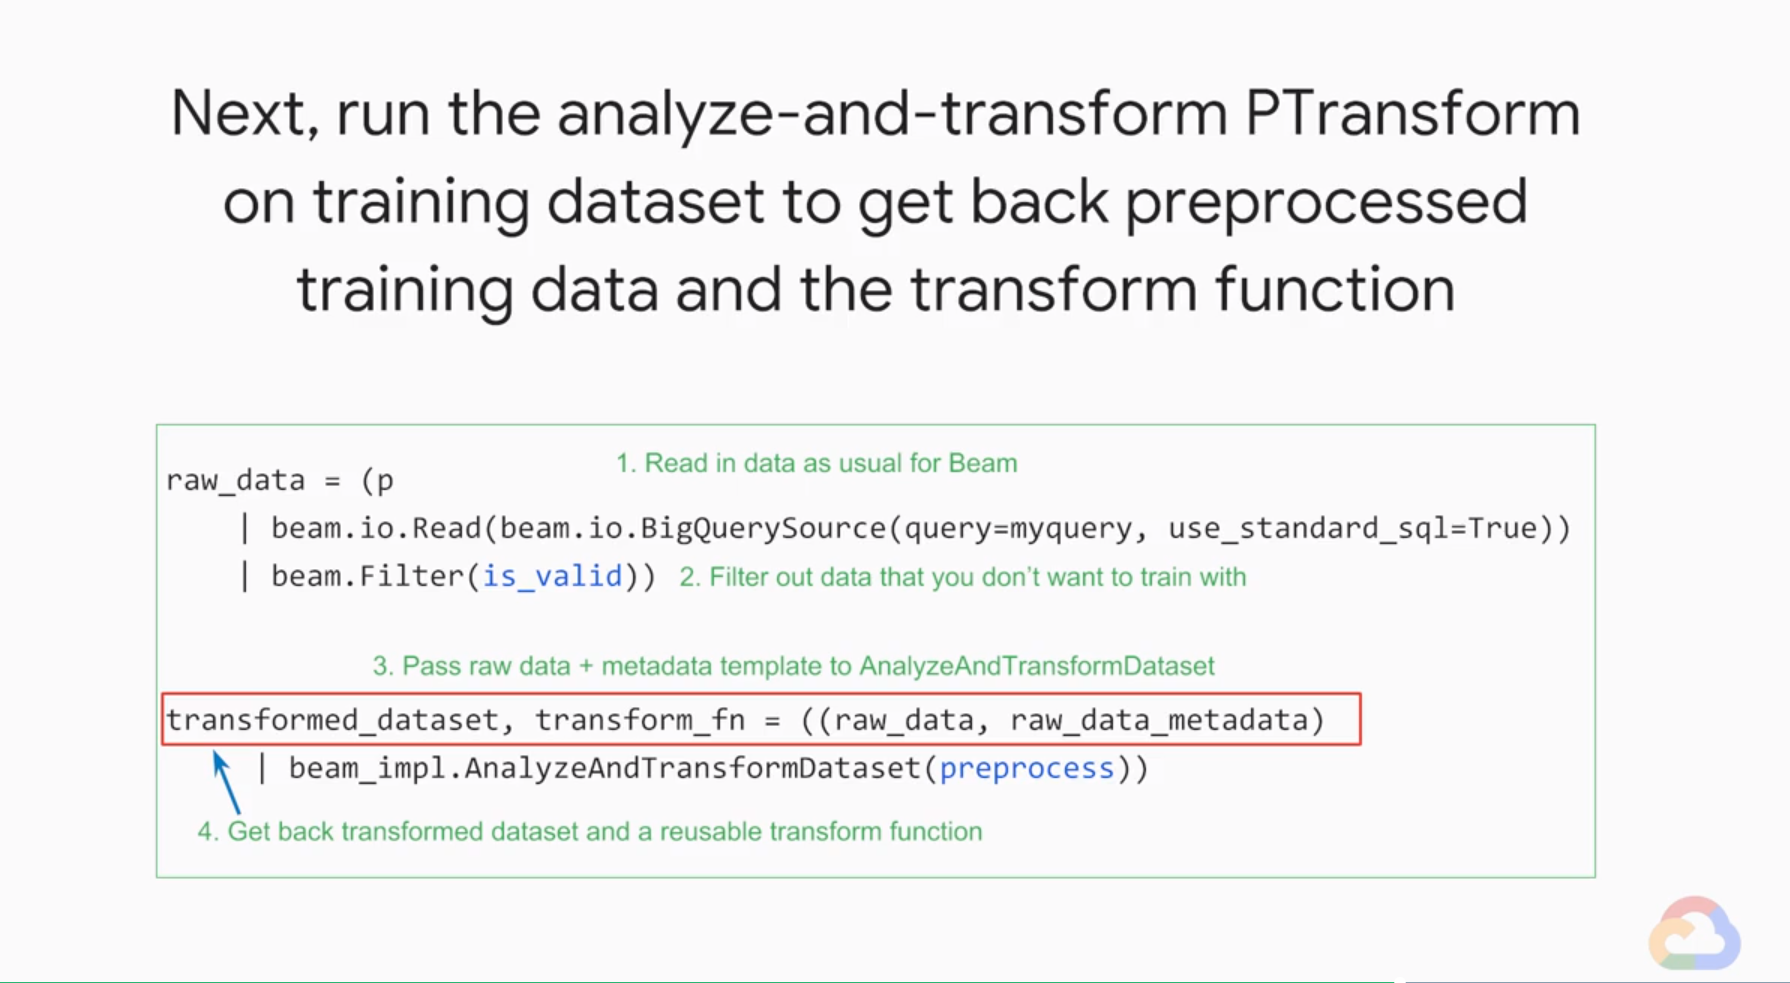 Next, run the analyze-and-transform PTransform
on training dataset to get back preprocessed
training data and the transform function
1. Read in data as usual for Beam
raw_data = (p
| beam.io.Read(beam.io.BigQuerySource(query=myquery, use_standard_sql=True))
| beam.Filter(is_valid)) 2. Filter out data that you don't want to train with
3. Pass raw data + metadata template to AnalyzeAndTransformDataset
transformed_dataset, transform_fn = ((raw_data, raw_data_metadata)
| beam_impl.AnalyzeAndTransformDataset(preprocess))
4. Get back transformed dataset and a reusable transform function